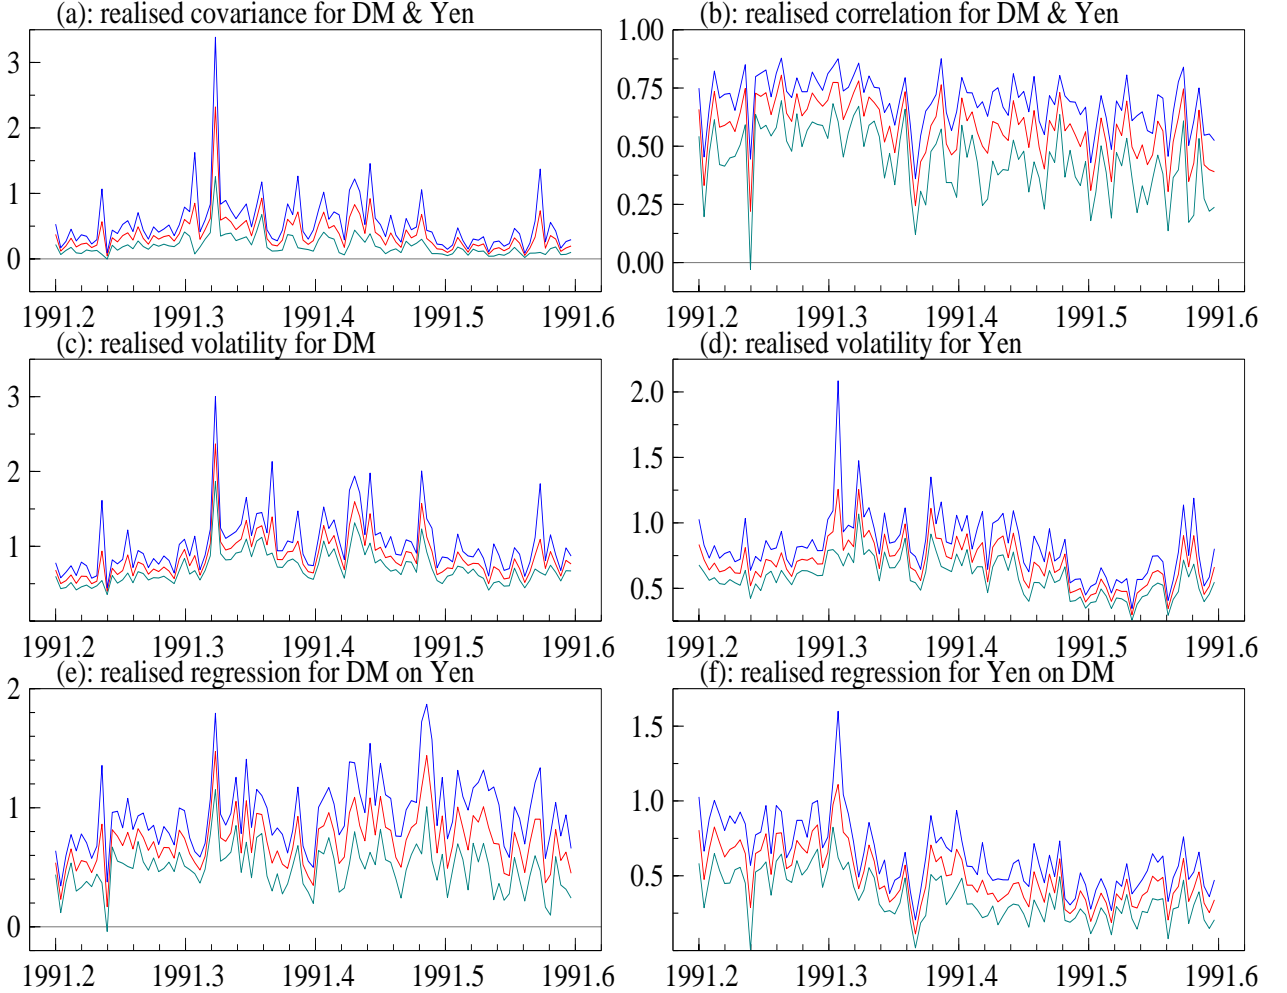 (a): realised covariance for DM & Yen
3
2
1
0
1991.2 1991.3 1991.4 1991.5 1991.6
(b): realised correlation for DM & Yen
1.00
0.75
0.50
0.25
0.00
1991.2 1991.3 1991.4 1991.5 1991.6
(c): realised volatility for DM
3
2
1
1991.2 1991.3 1991.4 1991.5 1991.6
(d): realised volatility for Yen
2.0
1.5
1.0
0.5
1991.2 1991.3 1991.4 1991.5 1991.6
(e): realised regression for DM on Yen
2
1
0
1991.2 1991.3 1991.4 1991.5 1991.6
(f): realised regression for Yen on DM
1.5
1.0
0.5
1991.2 1991.3 1991.4 1991.5 1991.6